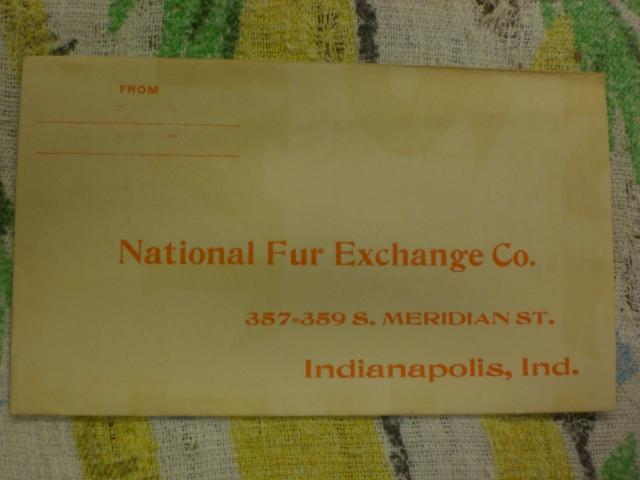 FROM
National Fur Exchange Co.
357=359 S. MERIDIAN ST.
Indianapolis, Ind.